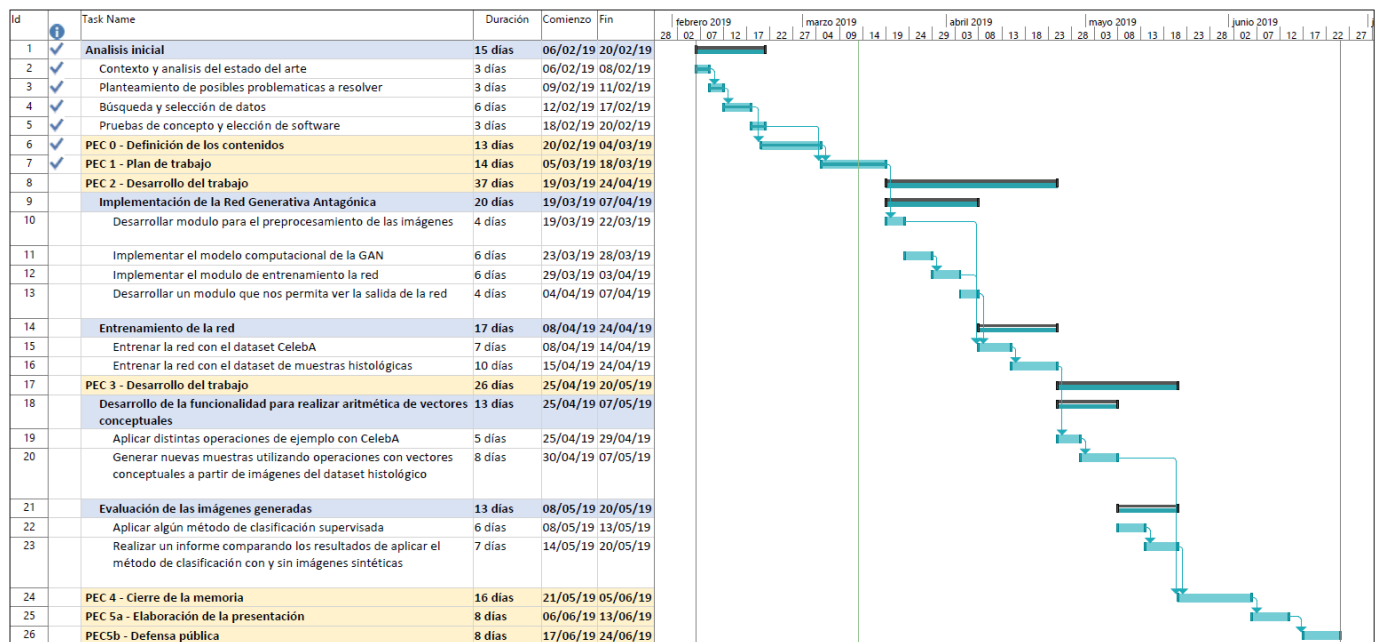 Id Task Name Duración Comienzo Fin
febrero 2019 marzo 2019 abril 2019 mayo 2019 junio 2019
28 02 07 12 17 22 27 04 09 14 19 24 29 03 08 13 18 23 28 03 08 13 18 23 28 02 07 12 17 22 27
1 Analisis inicial 15 días 06/02/19 20/02/19
2 Contexto y analisis del estado del arte 3 días 06/02/19 08/02/19
3 Planteamiento de posibles problematicas a resolver 3 días 09/02/19 11/02/19
4 Búsqueda y selección de datos 6 días 12/02/19 17/02/19
5 Pruebas de concepto y elección de software 3 días 18/02/19 20/02/19
6 PEC 0 - Definición de los contenidos 13 días 20/02/19 04/03/19
7 PEC 1 - Plan de trabajo 14 días 05/03/19 18/03/19
8 PEC 2 - Desarrollo del trabajo 37 días 19/03/19 24/04/19
9 Implementación de la Red Generativa Antagónica 20 días 19/03/19 07/04/19
10 Desarrollar modulo para el preprocesamiento de las imágenes 4 días 19/03/19 22/03/19
11 Implementar el modelo computacional de la GAN 6 días 23/03/19 28/03/19
12 Implementar el modulo de entrenamiento la red 6 días 29/03/19 03/04/19
13 Desarrollar un modulo que nos permita ver la salida de la red 4 días 04/04/19 07/04/19
14 Entrenamiento de la red 17 días 08/04/19 24/04/19
15 Entrenar la red con el dataset CelebA 7 días 08/04/19 14/04/19
16 Entrenar la red con el dataset de muestras histológicas 10 días 15/04/19 24/04/19
17 PEC 3 - Desarrollo del trabajo 26 días 25/04/19 20/05/19
18 Desarrollo de la funcionalidad para realizar aritmética de vectores 13 días 25/04/19 07/05/19
conceptuales
19 Aplicar distintas operaciones de ejemplo con CelebA 5 días 25/04/19 29/04/19
20 Generar nuevas muestras utilizando operaciones con vectores 8 días 30/04/19 07/05/19
conceptuales a partir de imágenes del dataset histológico
21 Evaluación de las imágenes generadas 13 días 08/05/19 20/05/19
22 Aplicar algún método de clasificación supervisada 6 días 08/05/19 13/05/19
23 Realizar un informe comparando los resultados de aplicar el 7 días 14/05/19 20/05/19
método de clasificación con y sin imágenes sintéticas
24 PEC 4 - Cierre de la memoria 16 días 21/05/19 05/06/19
25 PEC 5a - Elaboración de la presentación 8 días 06/06/19 13/06/19
26 PEC5b - Defensa pública 8 días 17/06/19 24/06/19